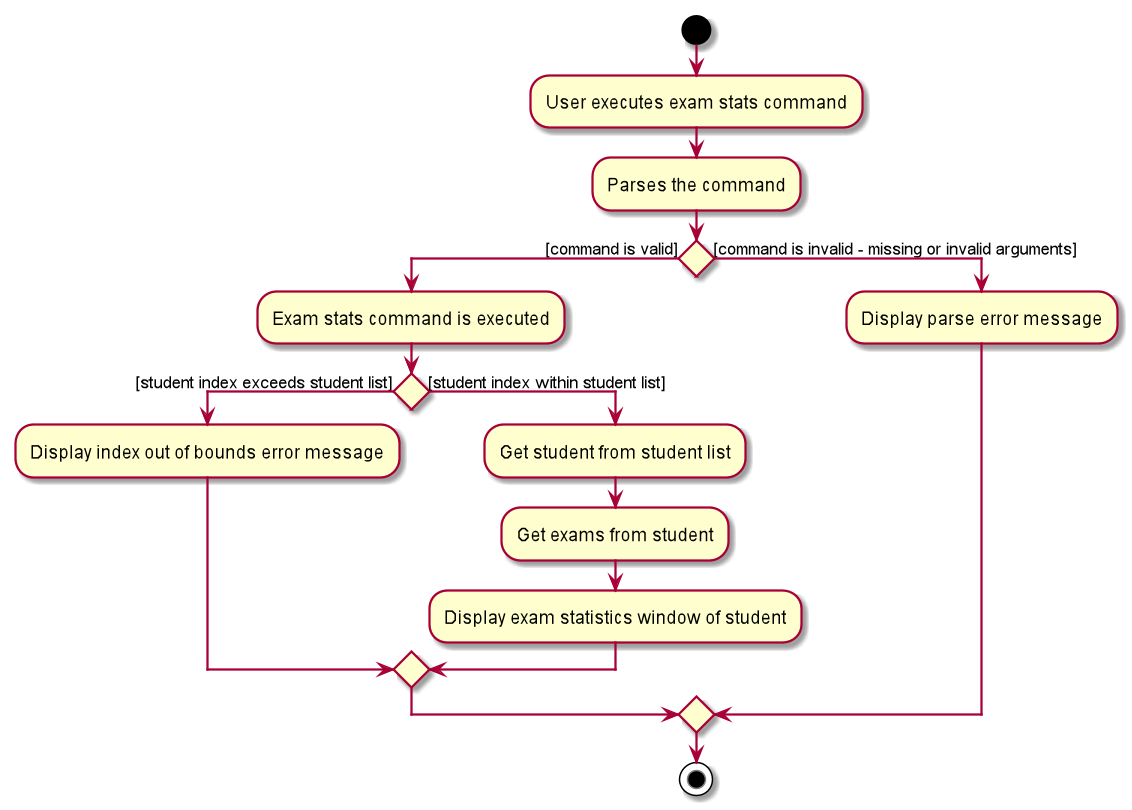 User executes exam stats command
Parses the command
[command is valid]
[command is invalid - missing or invalid arguments]
Exam stats command is executed
Display parse error message
[student index exceeds student list]
[student index within student list]
Display index out of bounds error message
Get student from student list
Get exams from student
Display exam statistics window of student